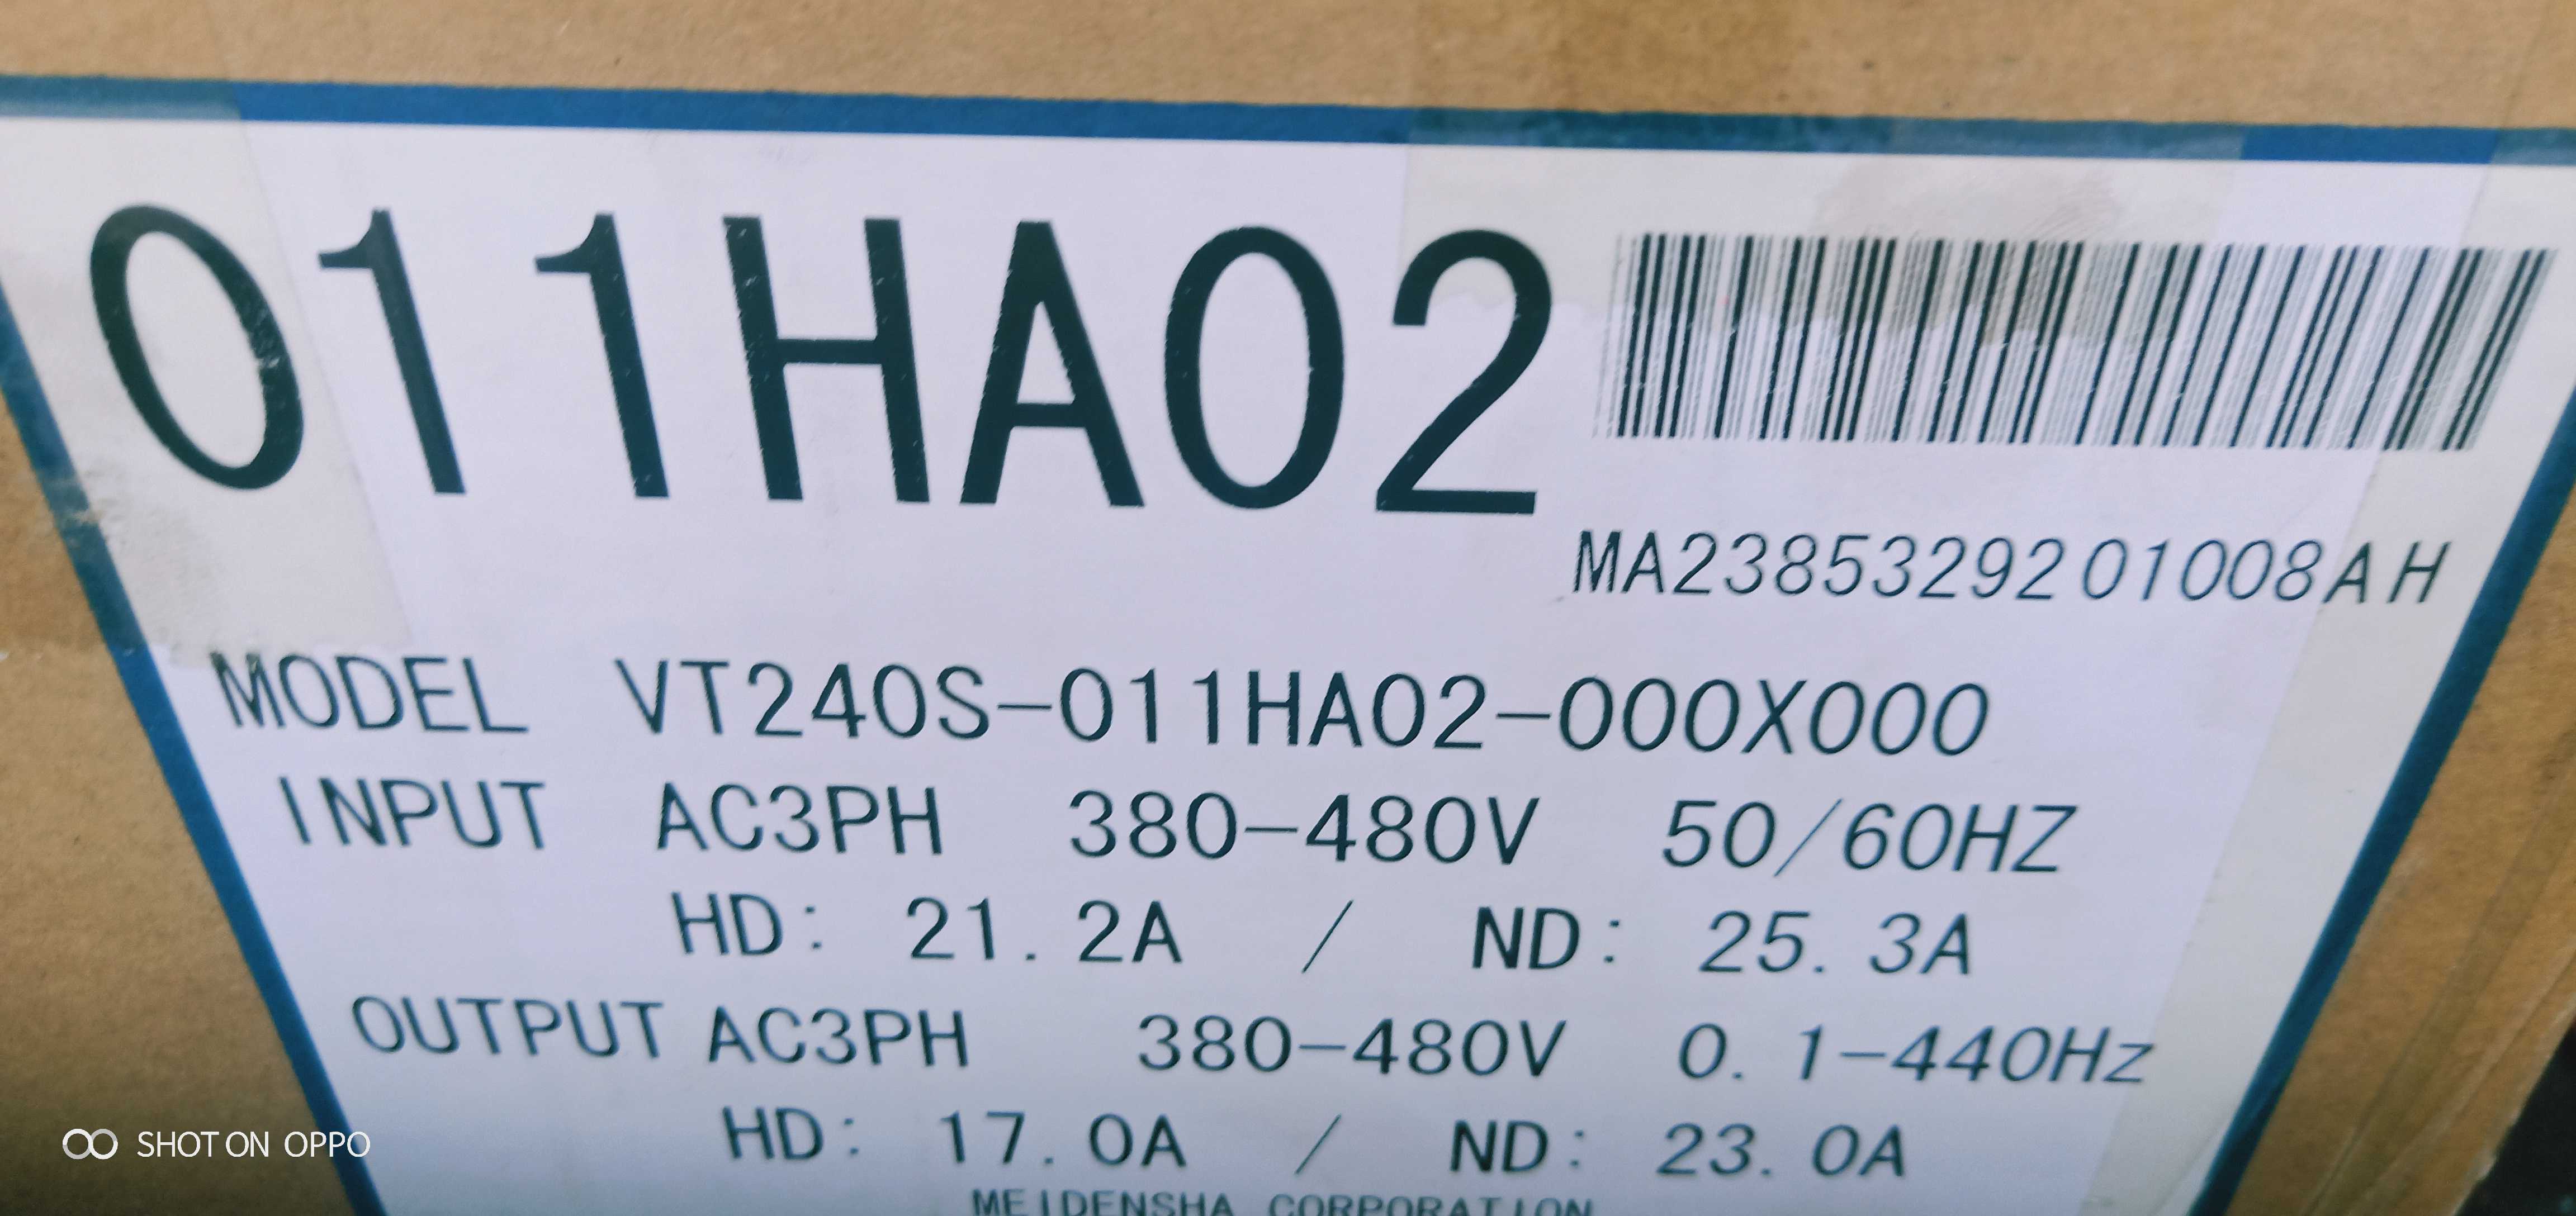 011HA02
MA2385329201008AH
MODEL VT240S-011HA02-000X000
INPUT AC3PH 380-480V 50/60HZ
HD: 21.2A / ND: 25.3A
OUTPUT AC3PH 380-480V 0.1-440Hz
HD: 17.0A / ND: 23.0A
MEIDENSHA CORPORATION
SHOT ON OPPO